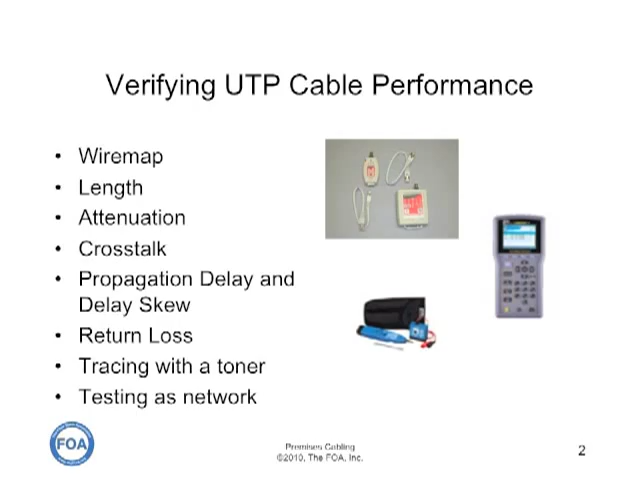 Verifying UTP Cable Performance
• Wiremap
• Length
• Attenuation
• Crosstalk
• Propagation Delay and
Delay Skew
• Return Loss
• Tracing with a toner
• Testing as network
FOA
Premises Cabling
©2010, The FOA, Inc.
2